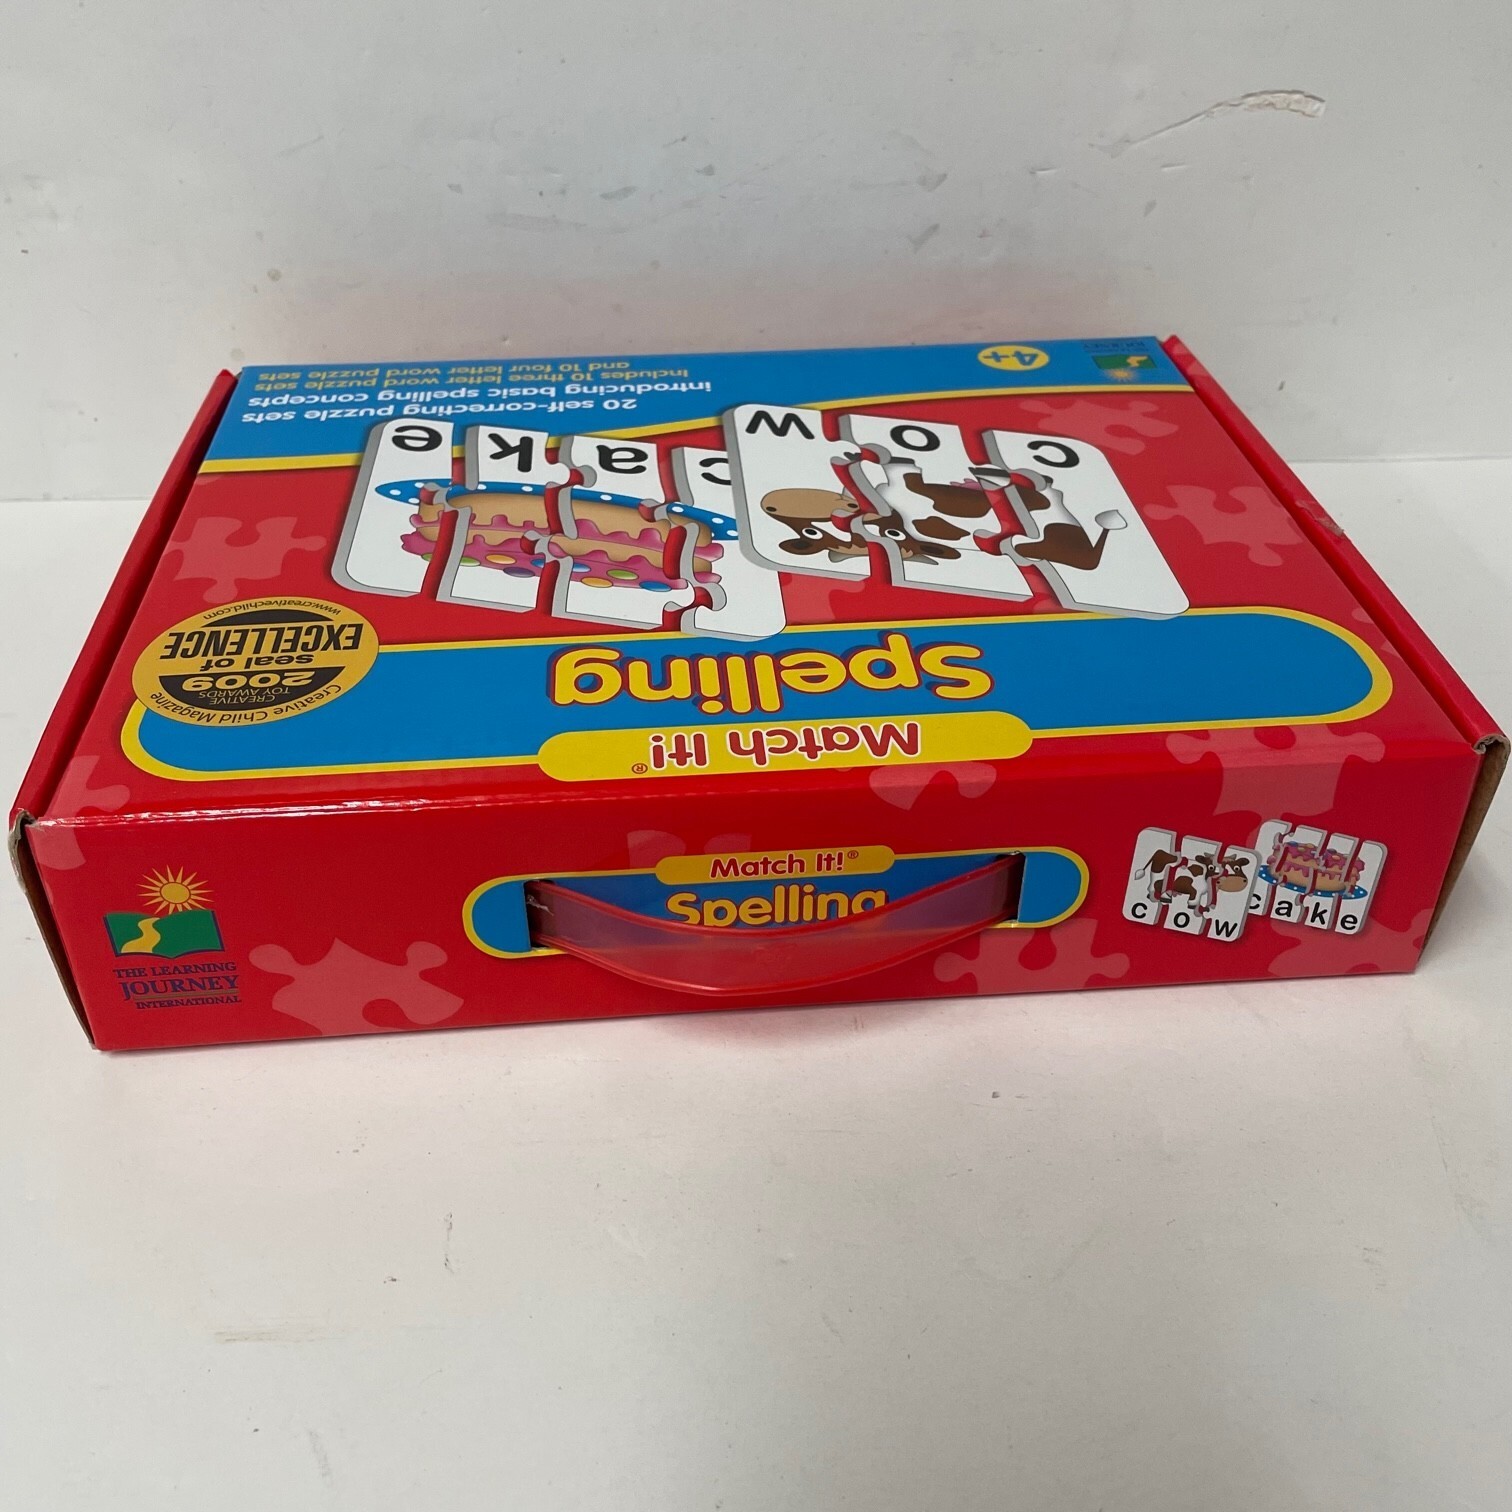 4+
20 self-correcting puzzle sets
introducing basic spelling concepts
Includes 10 three letter word puzzle sets
and 10 four letter word puzzle sets
c o w
c a k e
Spelling
Match It!®
Creative Child Magazine
CREATIVE
TOY AWARDS
2009
seal of
EXCELLENCE
www.creativechild.com
THE LEARNING
JOURNEY
INTERNATIONAL
Match It!®
Spelling
c o w
c a k e